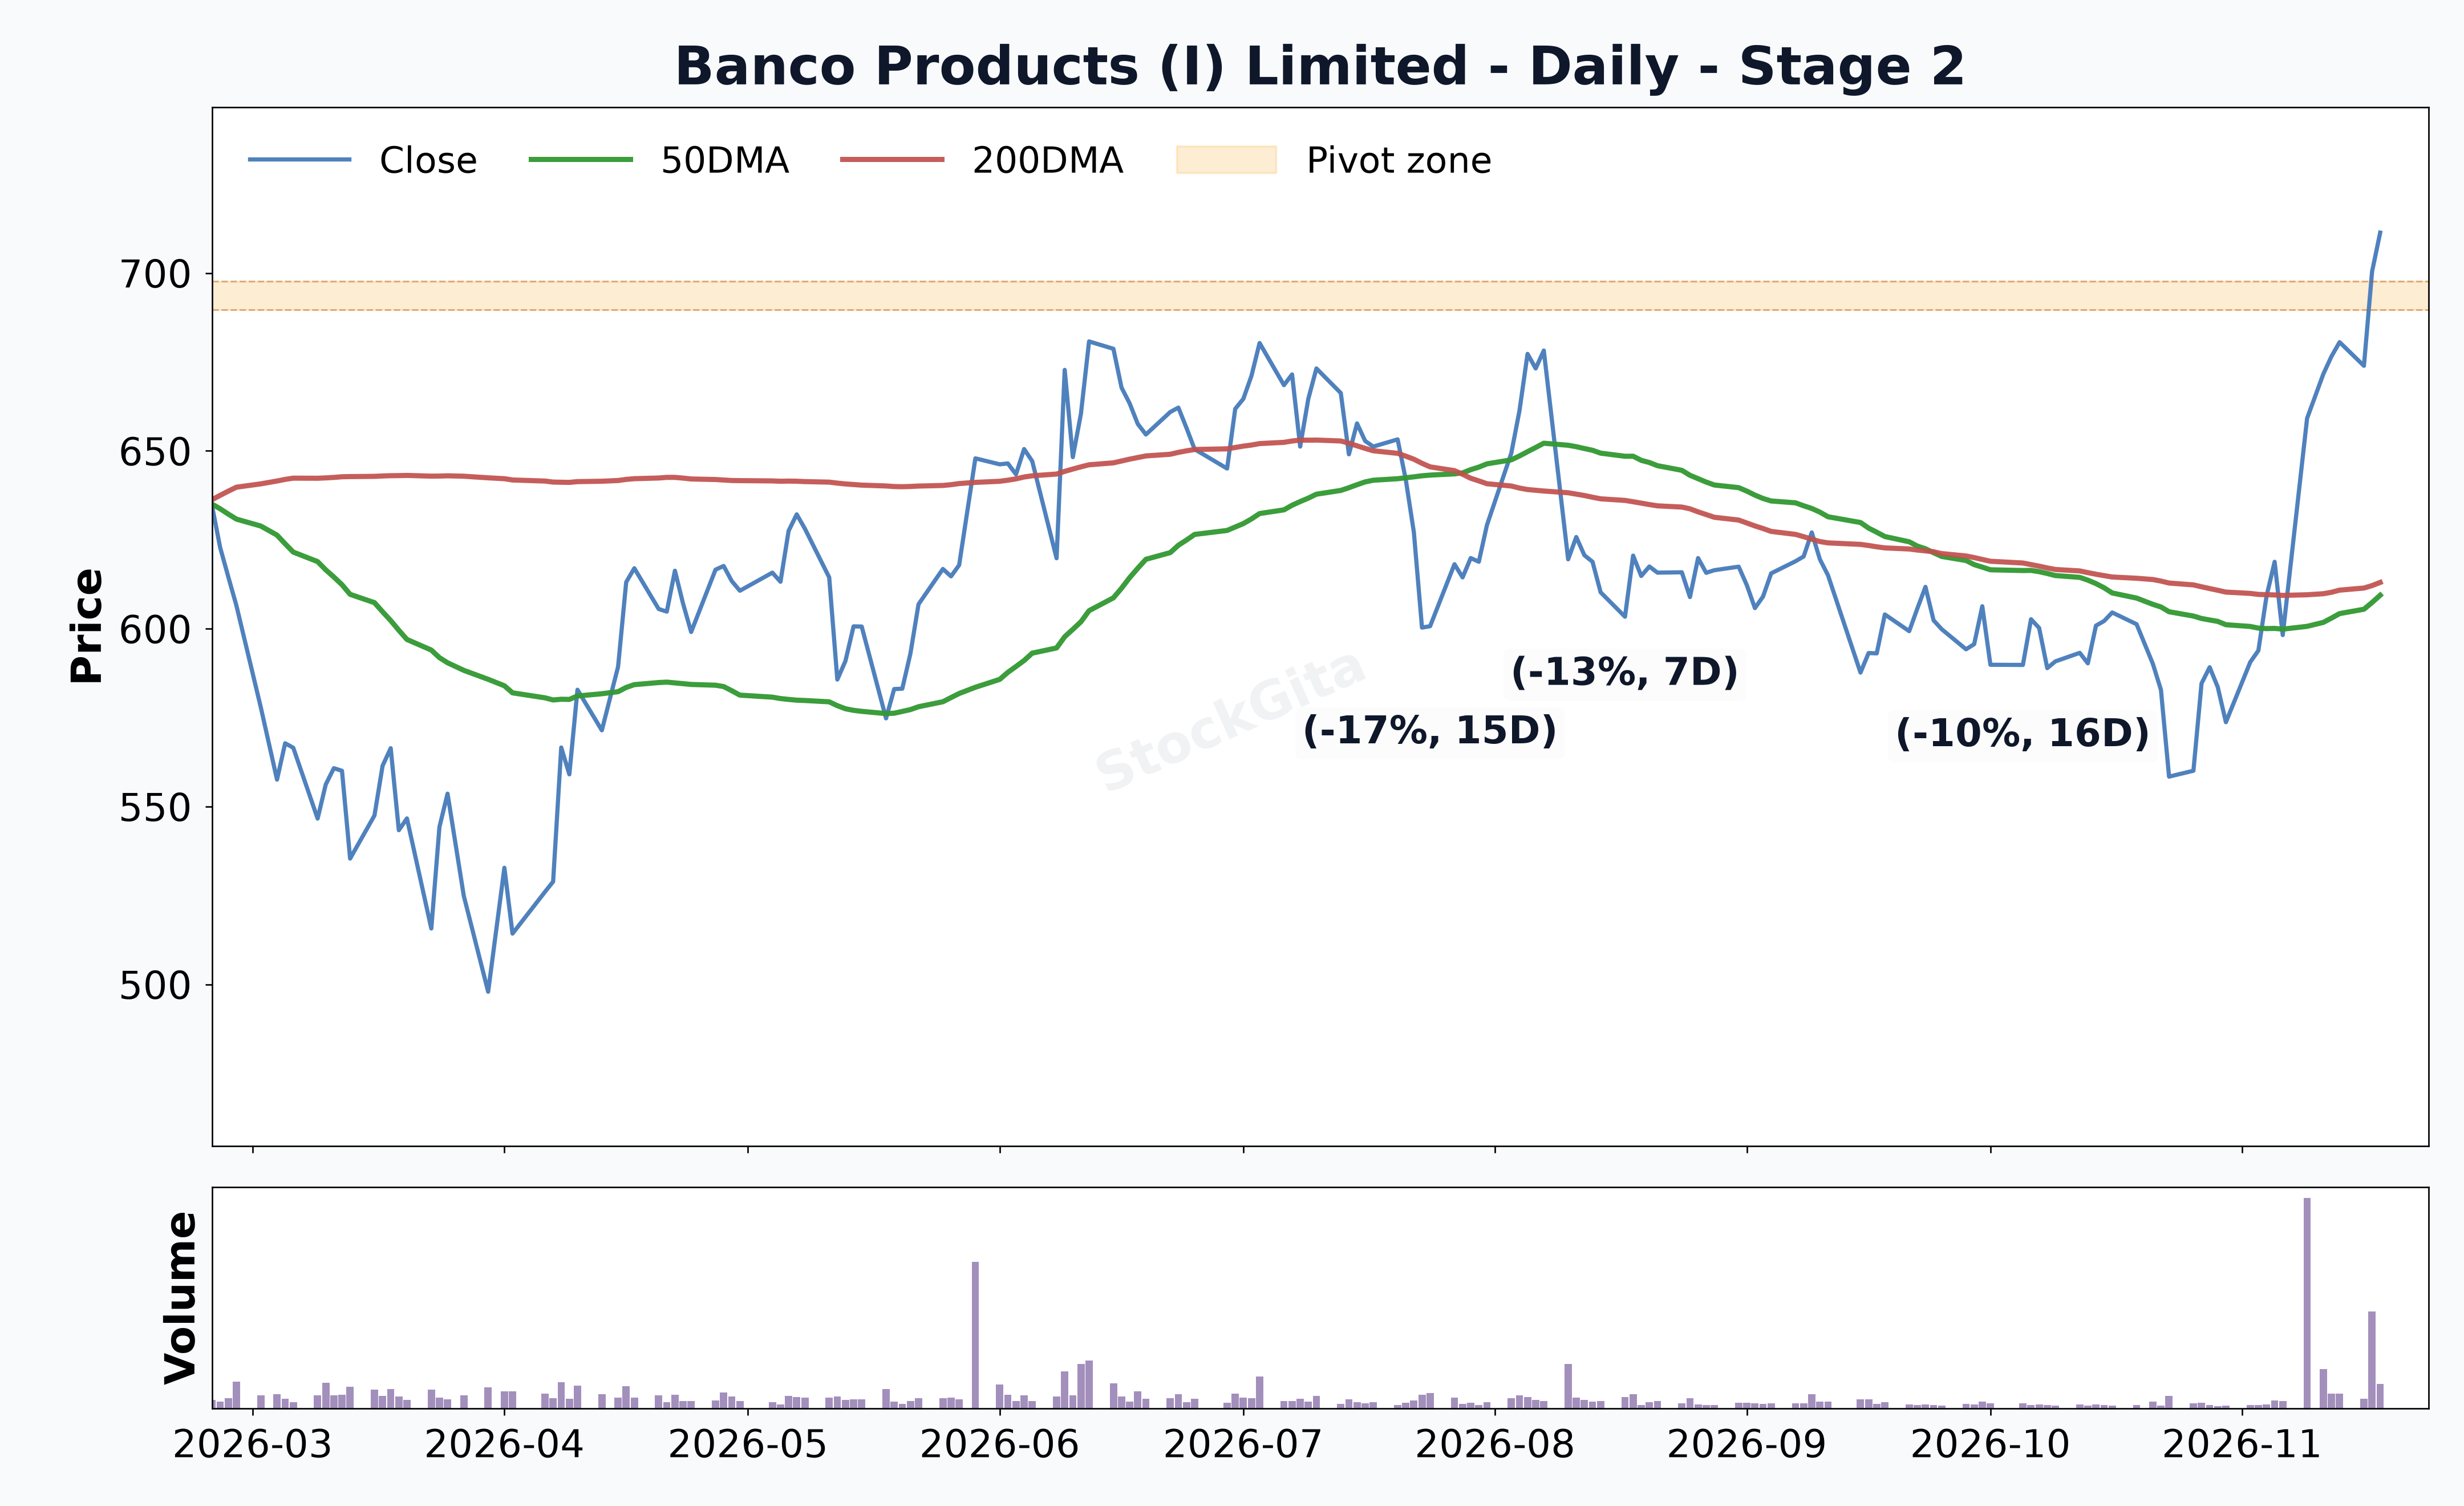 Banco Products (I) Limited - Daily - Stage 2
Close 50DMA 200DMA Pivot zone
700
650
600
550
500
Price
(-13%, 7D)
(-17%, 15D)
(-10%, 16D)
StockGita
Volume
2026-03 2026-04 2026-05 2026-06 2026-07 2026-08 2026-09 2026-10 2026-11